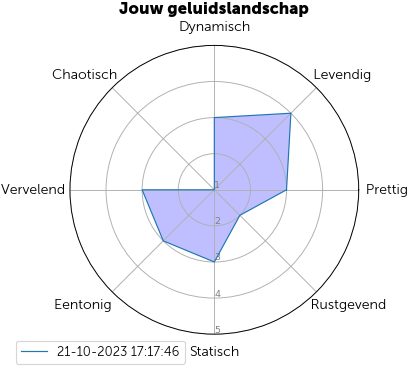 Jouw geluidslandschap
Dynamisch
Chaotisch
Levendig
Vervelend
1
Prettig
2
3
4
Eentonig
Rustgevend
5
21-10-2023 17:17:46
Statisch